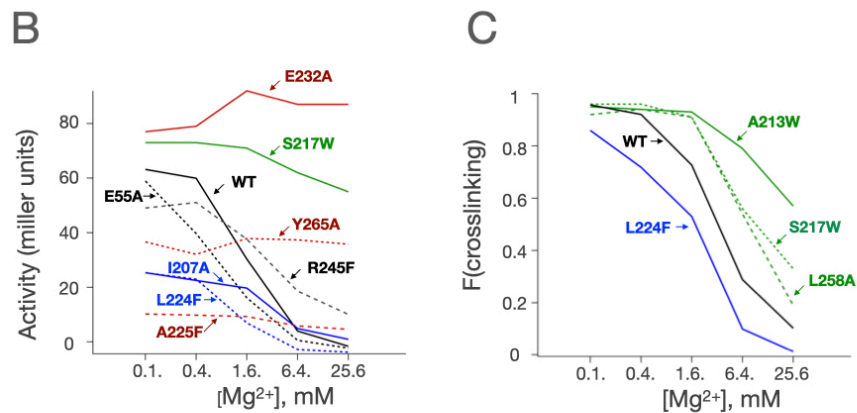 B
Activity (miller units)
80
60
40
20
0
E232A
S217W
WT
E55A
Y265A
R245F
I207A
L224F
A225F
0.1. 0.4. 1.6. 6.4. 25.6
[Mg²⁺], mM
C
F(crosslinking)
1
0.8
0.6
0.4
0.2
0
A213W
WT
L224F
S217W
L258A
0.1. 0.4. 1.6. 6.4. 25.6
[Mg²⁺], mM